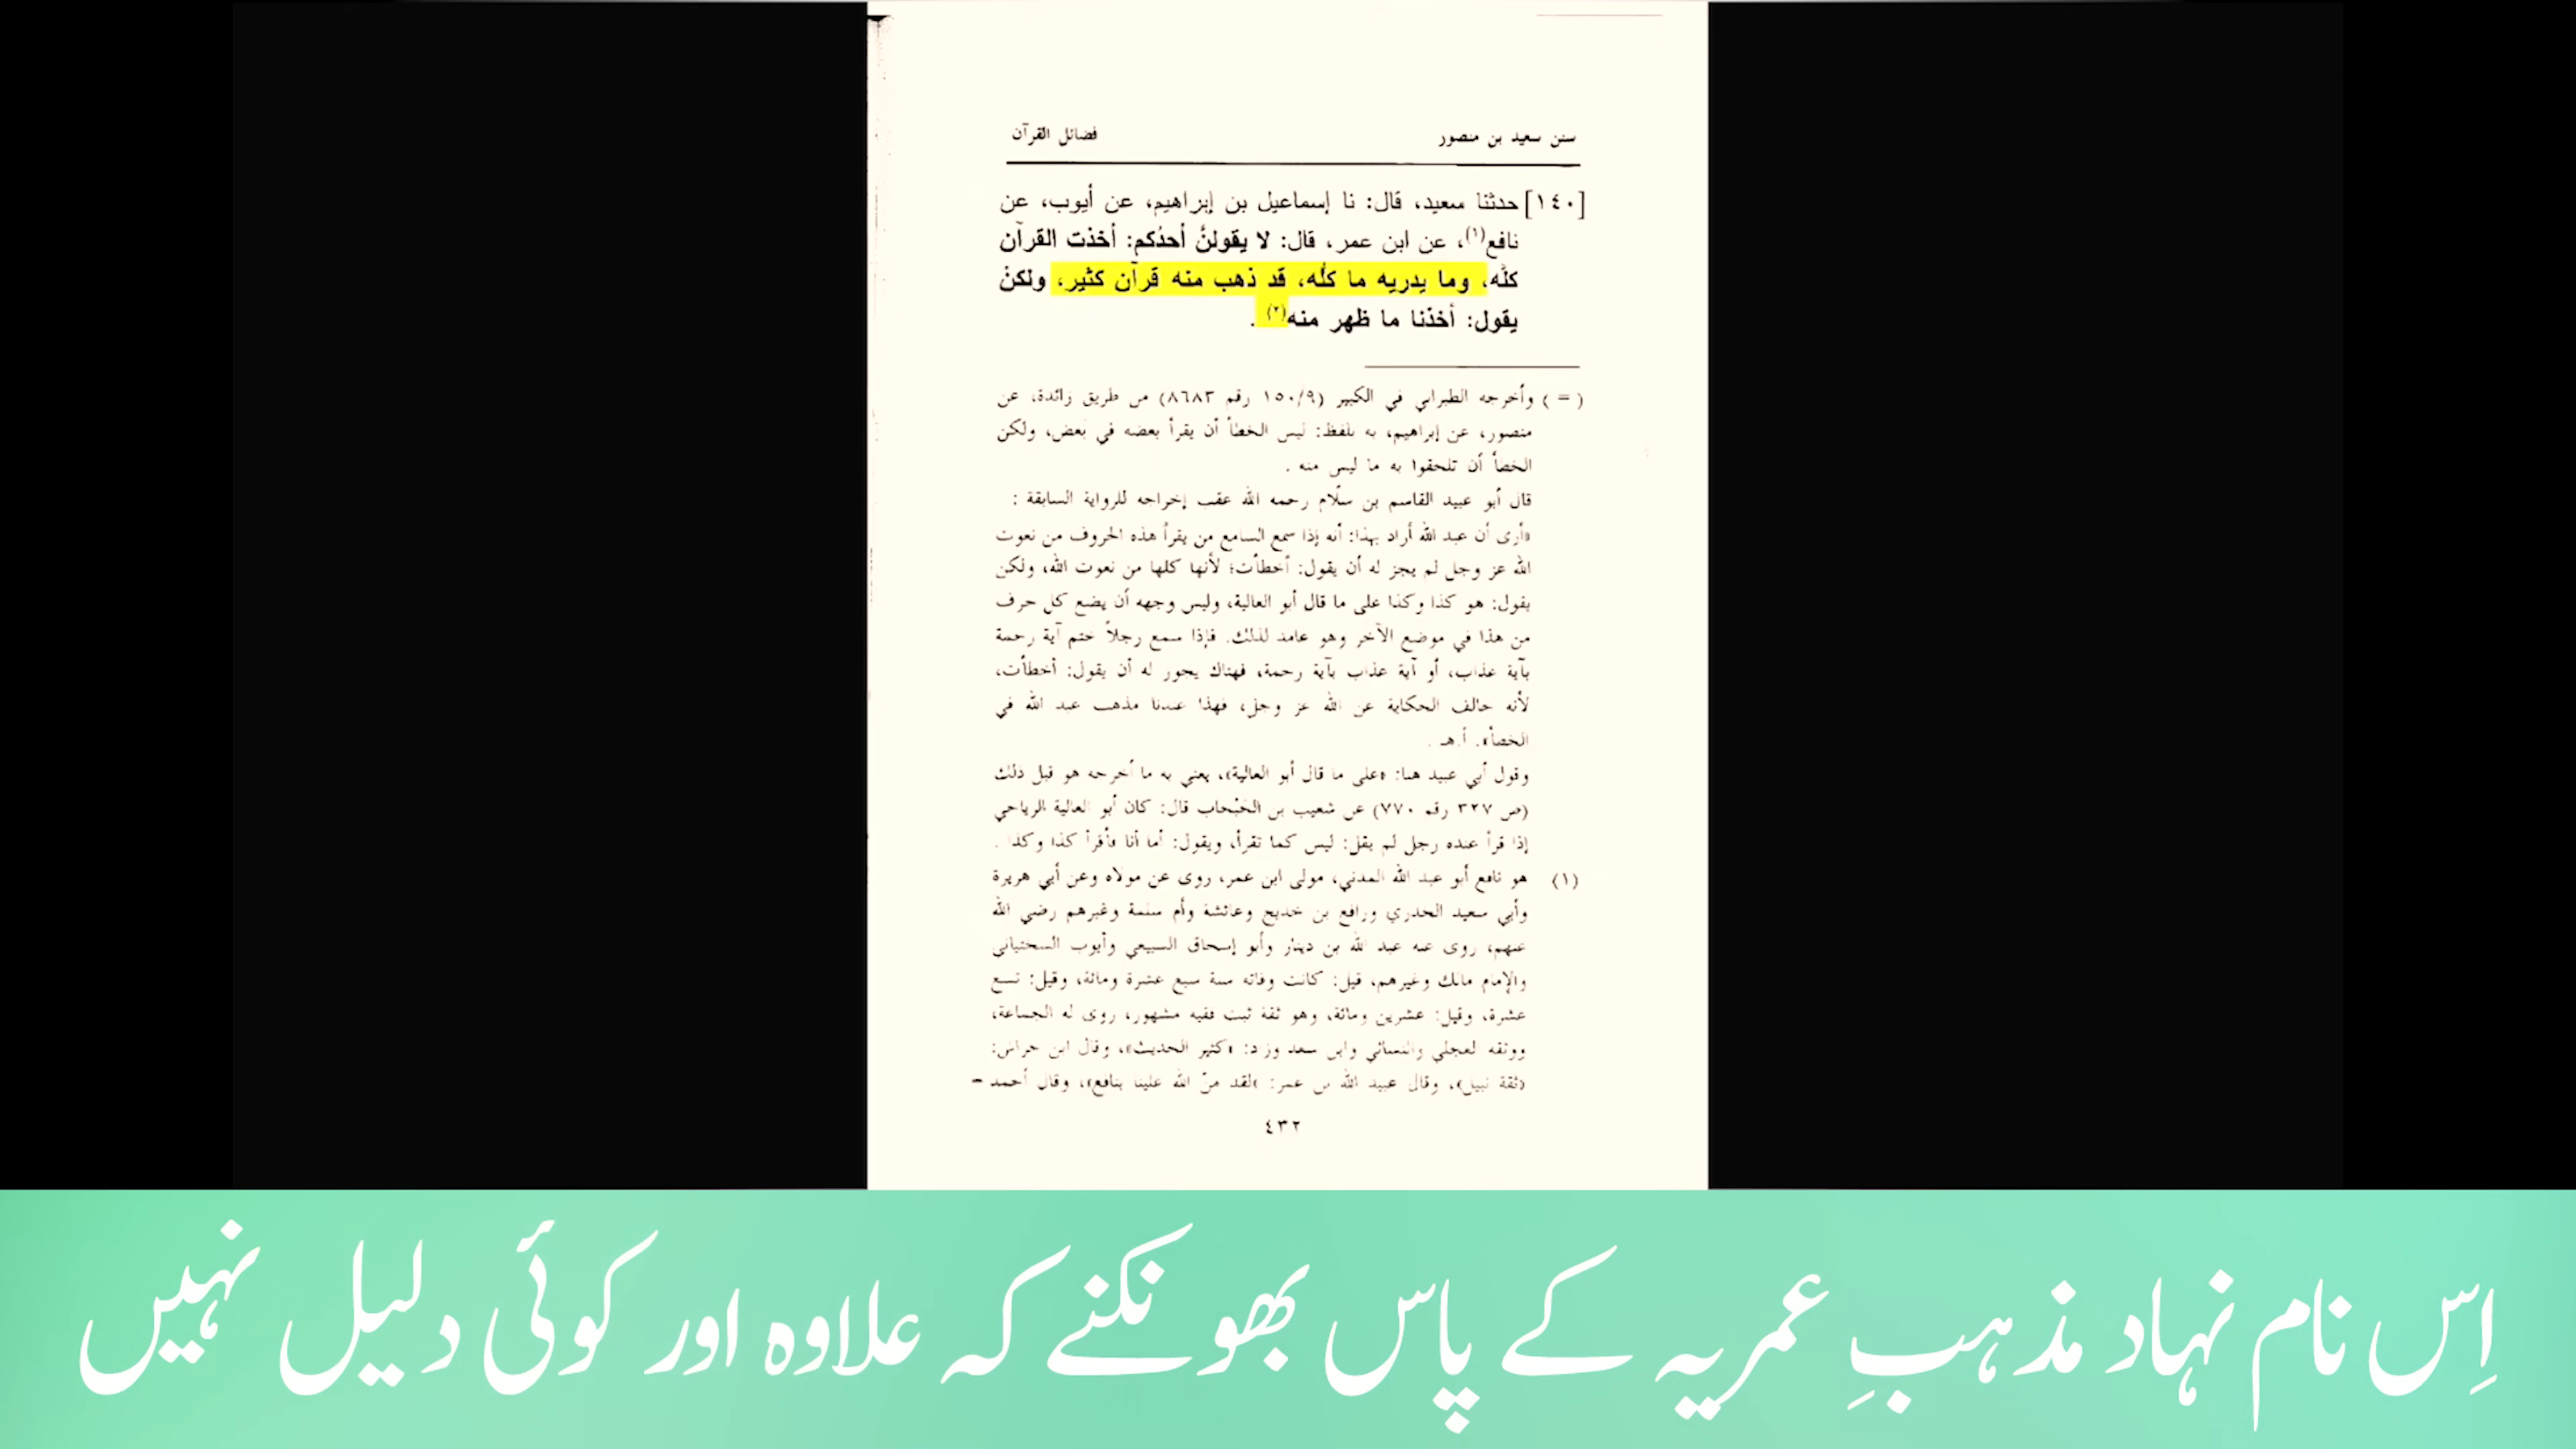 سنن سعيد بن منصور
فضائل القرآن
[١٤٠] حدثنا سعيد، قال: نا إسماعيل بن إبراهيم، عن أيوب، عن
نافع(١)، عن ابن عمر، قال: لا يقولنَّ أحدُكم: أخذت القرآن
كلَّه، وما يدريه ما كلُّه، قد ذهب منه قرآن كثير، ولكنْ
يقول: أخذنا ما ظهر منه(٢).
( = ) وأخرجه الطبراني في الكبير (٩/١٥٠ رقم ٨٦٨٣) من طريق زائدة، عن
منصور، عن إبراهيم، به بلفظ: ليس الخطأ أن يقرأ بعضه في بعض، ولكن
الخطأ أن تلحقوا به ما ليس منه .
قال أبو عبيد القاسم بن سلّام رحمه الله عقب إخراجه للرواية السابقة :
«أرى أن عبد الله أراد بهذا: أنه إذا سمع السامع من يقرأ هذه الحروف من نعوت
الله عز وجل لم يجز له أن يقول: أخطأت؛ لأنها كلها من نعوت الله، ولكن
يقول: هو كذا وكذا على ما قال أبو العالية، وليس وجهه أن يضع كل حرف
من هذا في موضع الآخر وهو عامد لذلك. فإذا سمع رجلاً ختم آية رحمة
بآية عذاب، أو آية عذاب بآية رحمة، فهناك يجوز له أن يقول: أخطأت،
لأنه خالف الحكاية عن الله عز وجل، فهذا عندنا مذهب عبد الله في
الخطأ». أ.هـ .
وقول أبي عبيد هنا: «على ما قال أبو العالية»، يعني به ما أخرجه هو قبل ذلك
(ص ٣٢٧ رقم ٧٧٠) عن شعيب بن الحَبْحاب قال: كان أبو العالية الرياحي
إذا قرأ عنده رجل لم يقل: ليس كما تقرأ، ويقول: أما أنا فأقرأ كذا وكذا .
(١) هو نافع أبو عبد الله المدني، مولى ابن عمر، روى عن مولاه وعن أبي هريرة
وأبي سعيد الخدري ورافع بن خديج وعائشة وأم سلمة وغيرهم رضي الله
عنهم، روى عنه عبد الله بن دينار وأبو إسحاق السبيعي وأيوب السختياني
والإمام مالك وغيرهم، قيل: كانت وفاته سنة سبع عشرة ومائة، وقيل: تسع
عشرة، وقيل: عشرين ومائة، وهو ثقة ثبت فقيه مشهور، روى له الجماعة،
ووثقه العجلي والنسائي وابن سعد وزاد: «كثير الحديث»، وقال ابن خراش:
«ثقة نبيل»، وقال عبيد الله بن عمر: «لقد منّ الله علينا بنافع»، وقال أحمد =
٤٣٢
اِس نام نہاد مذہبِ عمریہ کے پاس بھونکنے کہ علاوہ اور کوئی دلیل نہیں